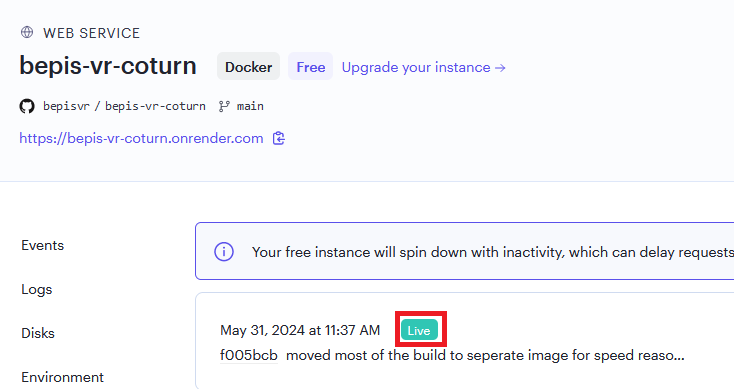 WEB SERVICE
bepis-vr-coturn Docker Free Upgrade your instance →
bepisvr / bepis-vr-coturn main
https://bepis-vr-coturn.onrender.com
Events
Your free instance will spin down with inactivity, which can delay requests
Logs
Disks
May 31, 2024 at 11:37 AM Live
f005bcb moved most of the build to seperate image for speed reaso...
Environment